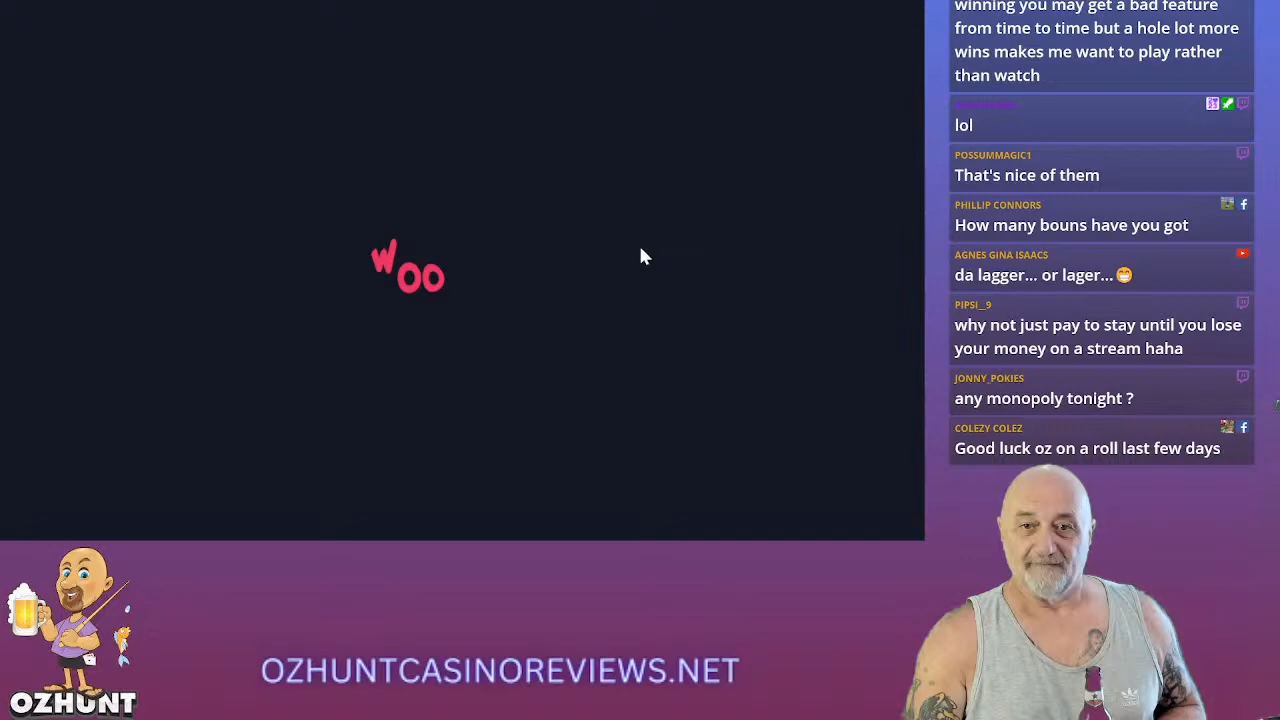 winning you may get a bad feature
from time to time but a hole lot more
wins makes me want to play rather
than watch
lol
POSSUMMAGIC1
That's nice of them
PHILLIP CONNORS
How many bouns have you got
AGNES GINA ISAACS
da lagger... or lager...😁
PIPSI__9
why not just pay to stay until you lose
your money on a stream haha
JONNY_POKIES
any monopoly tonight ?
COLEZY COLEZ
Good luck oz on a roll last few days
WOO
OZHUNTCASINOREVIEWS.NET
OZHUNT